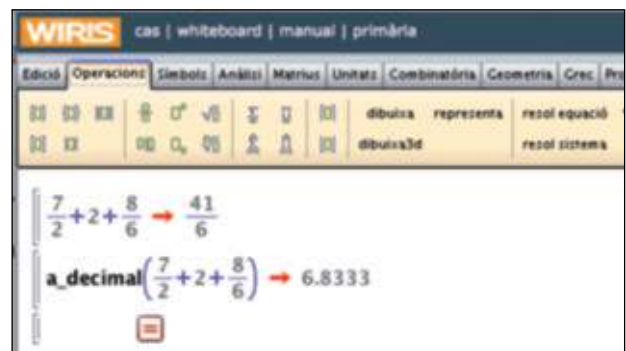 WIRIS cas | whiteboard | manual | primària
Edició Operacions Símbols Anàlisi Matrius Unitats Combinatòria Geometria Grec
dibuixa representa resol equació
dibuixa3d resol sistema
7/2+2+8/6 → 41/6
a_decimal(7/2+2+8/6) → 6.8333
=